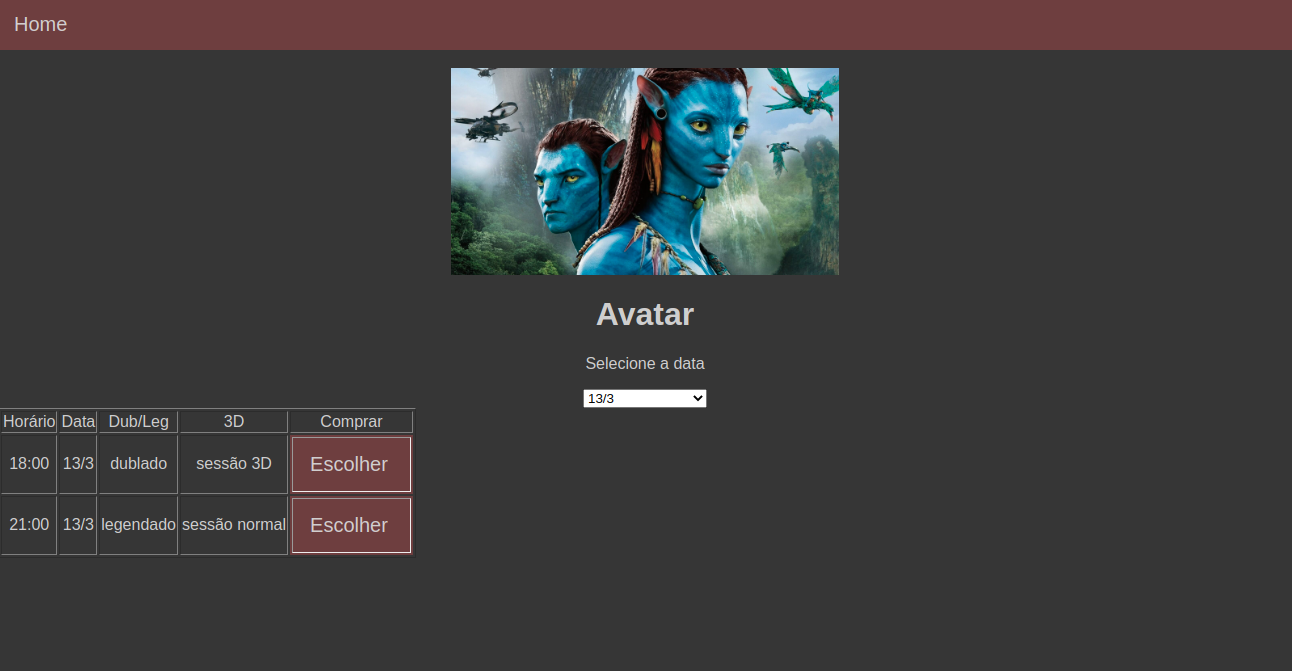 Home
Avatar
Selecione a data
13/3
Horário Data Dub/Leg 3D Comprar
18:00 13/3 dublado sessão 3D Escolher
21:00 13/3 legendado sessão normal Escolher